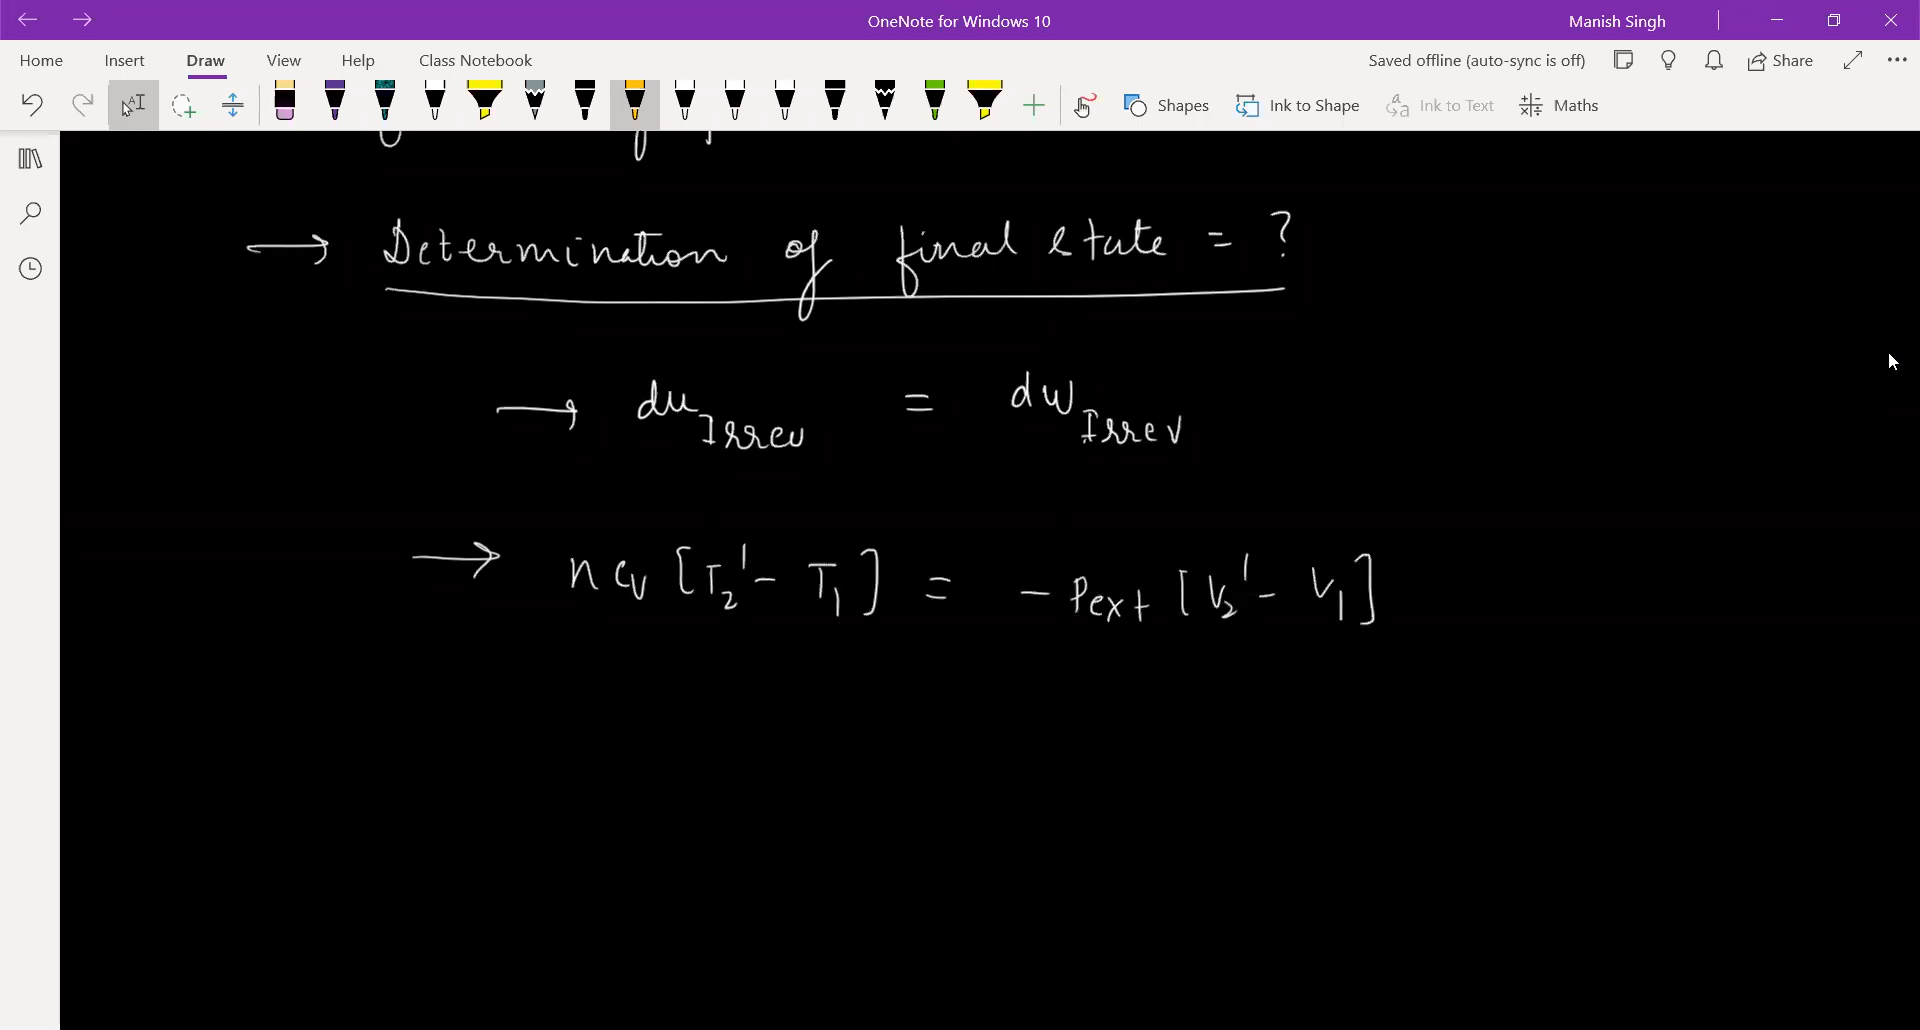 OneNote for Windows 10
Manish Singh
Home Insert Draw View Help Class Notebook
Saved offline (auto-sync is off) Share
Shapes Ink to Shape Ink to Text Maths
→ Determination of final state = ?
→ du Irrev = dw Irrev
→ n Cv [T₂' - T₁] = - Pext [V₂' - V₁]